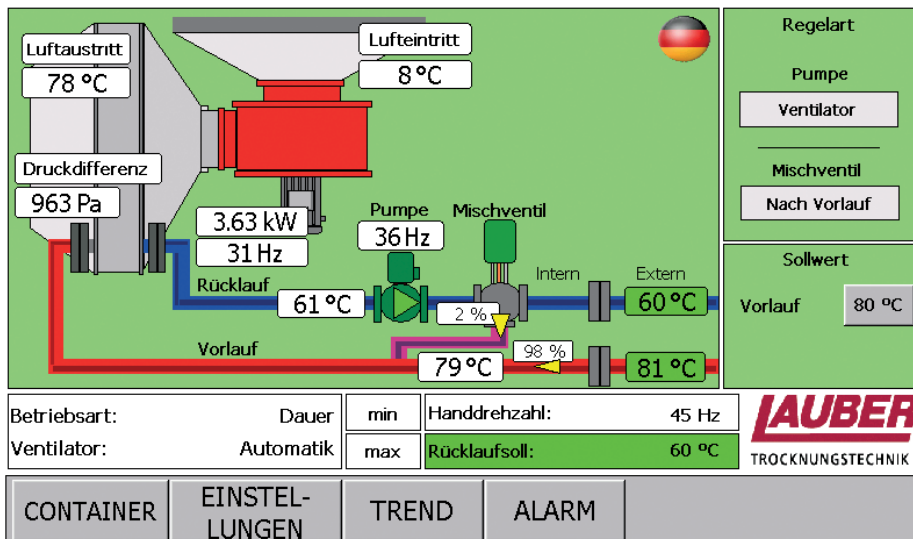 Luftaustritt
78 °C
Lufteintritt
8 °C
Druckdifferenz
963 Pa
3.63 kW
31 Hz
Pumpe
36 Hz
Mischventil
Rücklauf
61 °C
2 %
Intern
Extern
60 °C
Vorlauf
79 °C
98 %
81 °C
Regelart
Pumpe
Ventilator
Mischventil
Nach Vorlauf
Sollwert
Vorlauf
80 ºC
Betriebsart: Dauer
Ventilator: Automatik
min
max
Handdrehzahl: 45 Hz
Rücklaufsoll: 60 ºC
LAUBER
TROCKNUNGSTECHNIK
CONTAINER
EINSTEL-
LUNGEN
TREND
ALARM